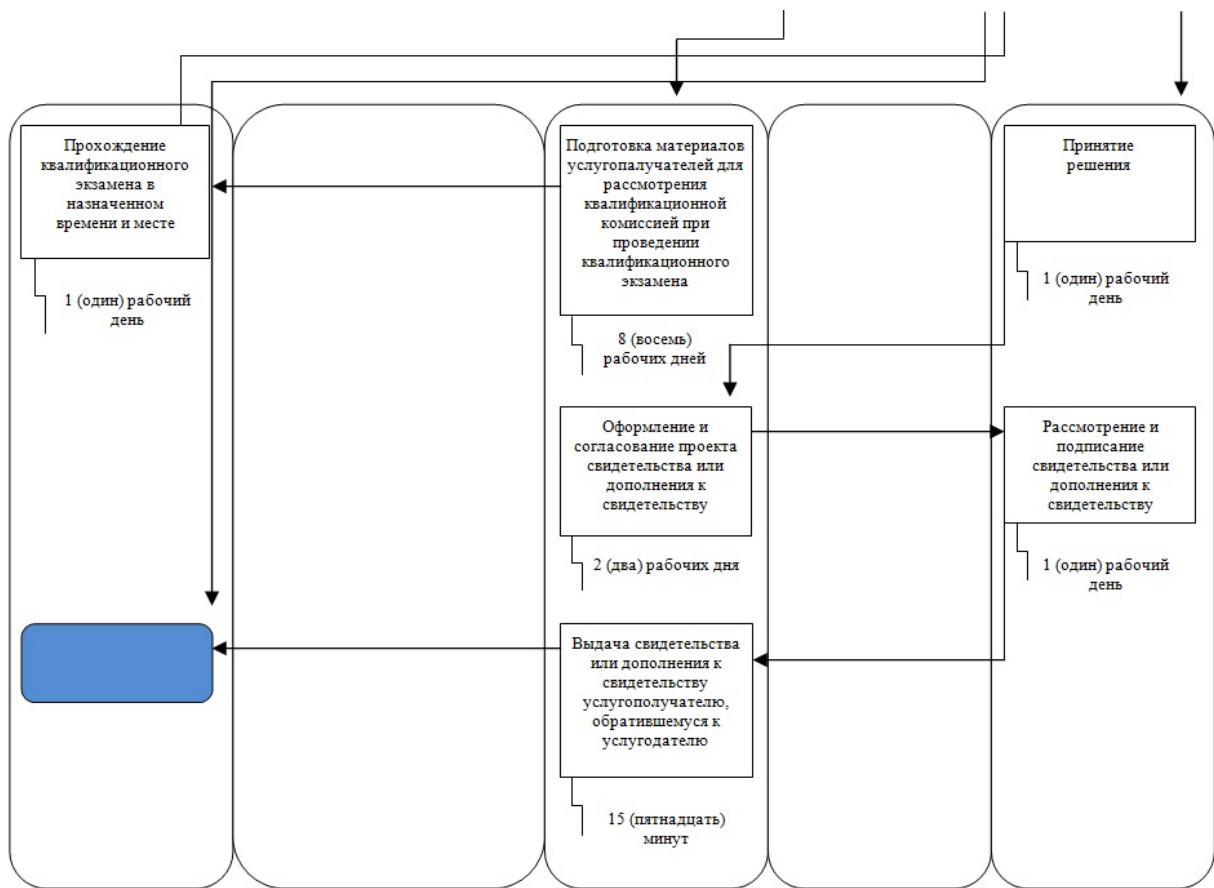 Прохождение
квалификационного
экзамена в
назначенном
времени и месте
1 (один) рабочий
день
Подготовка материалов
услугопалучателей для
рассмотрения
квалификационной
комиссией при
проведении
квалификационного
экзамена
8 (восемь)
рабочих дней
Принятие
решения
1 (один) рабочий
день
Оформление и
согласование проекта
свидетельства или
дополнения к
свидетельству
2 (два) рабочих дня
Рассмотрение и
подписание
свидетельства или
дополнения к
свидетельству
1 (один) рабочий
день
Выдача свидетельства
или дополнения к
свидетельству
услугополучателю,
обратившемуся к
услугодателю
15 (пятнадцать)
минут